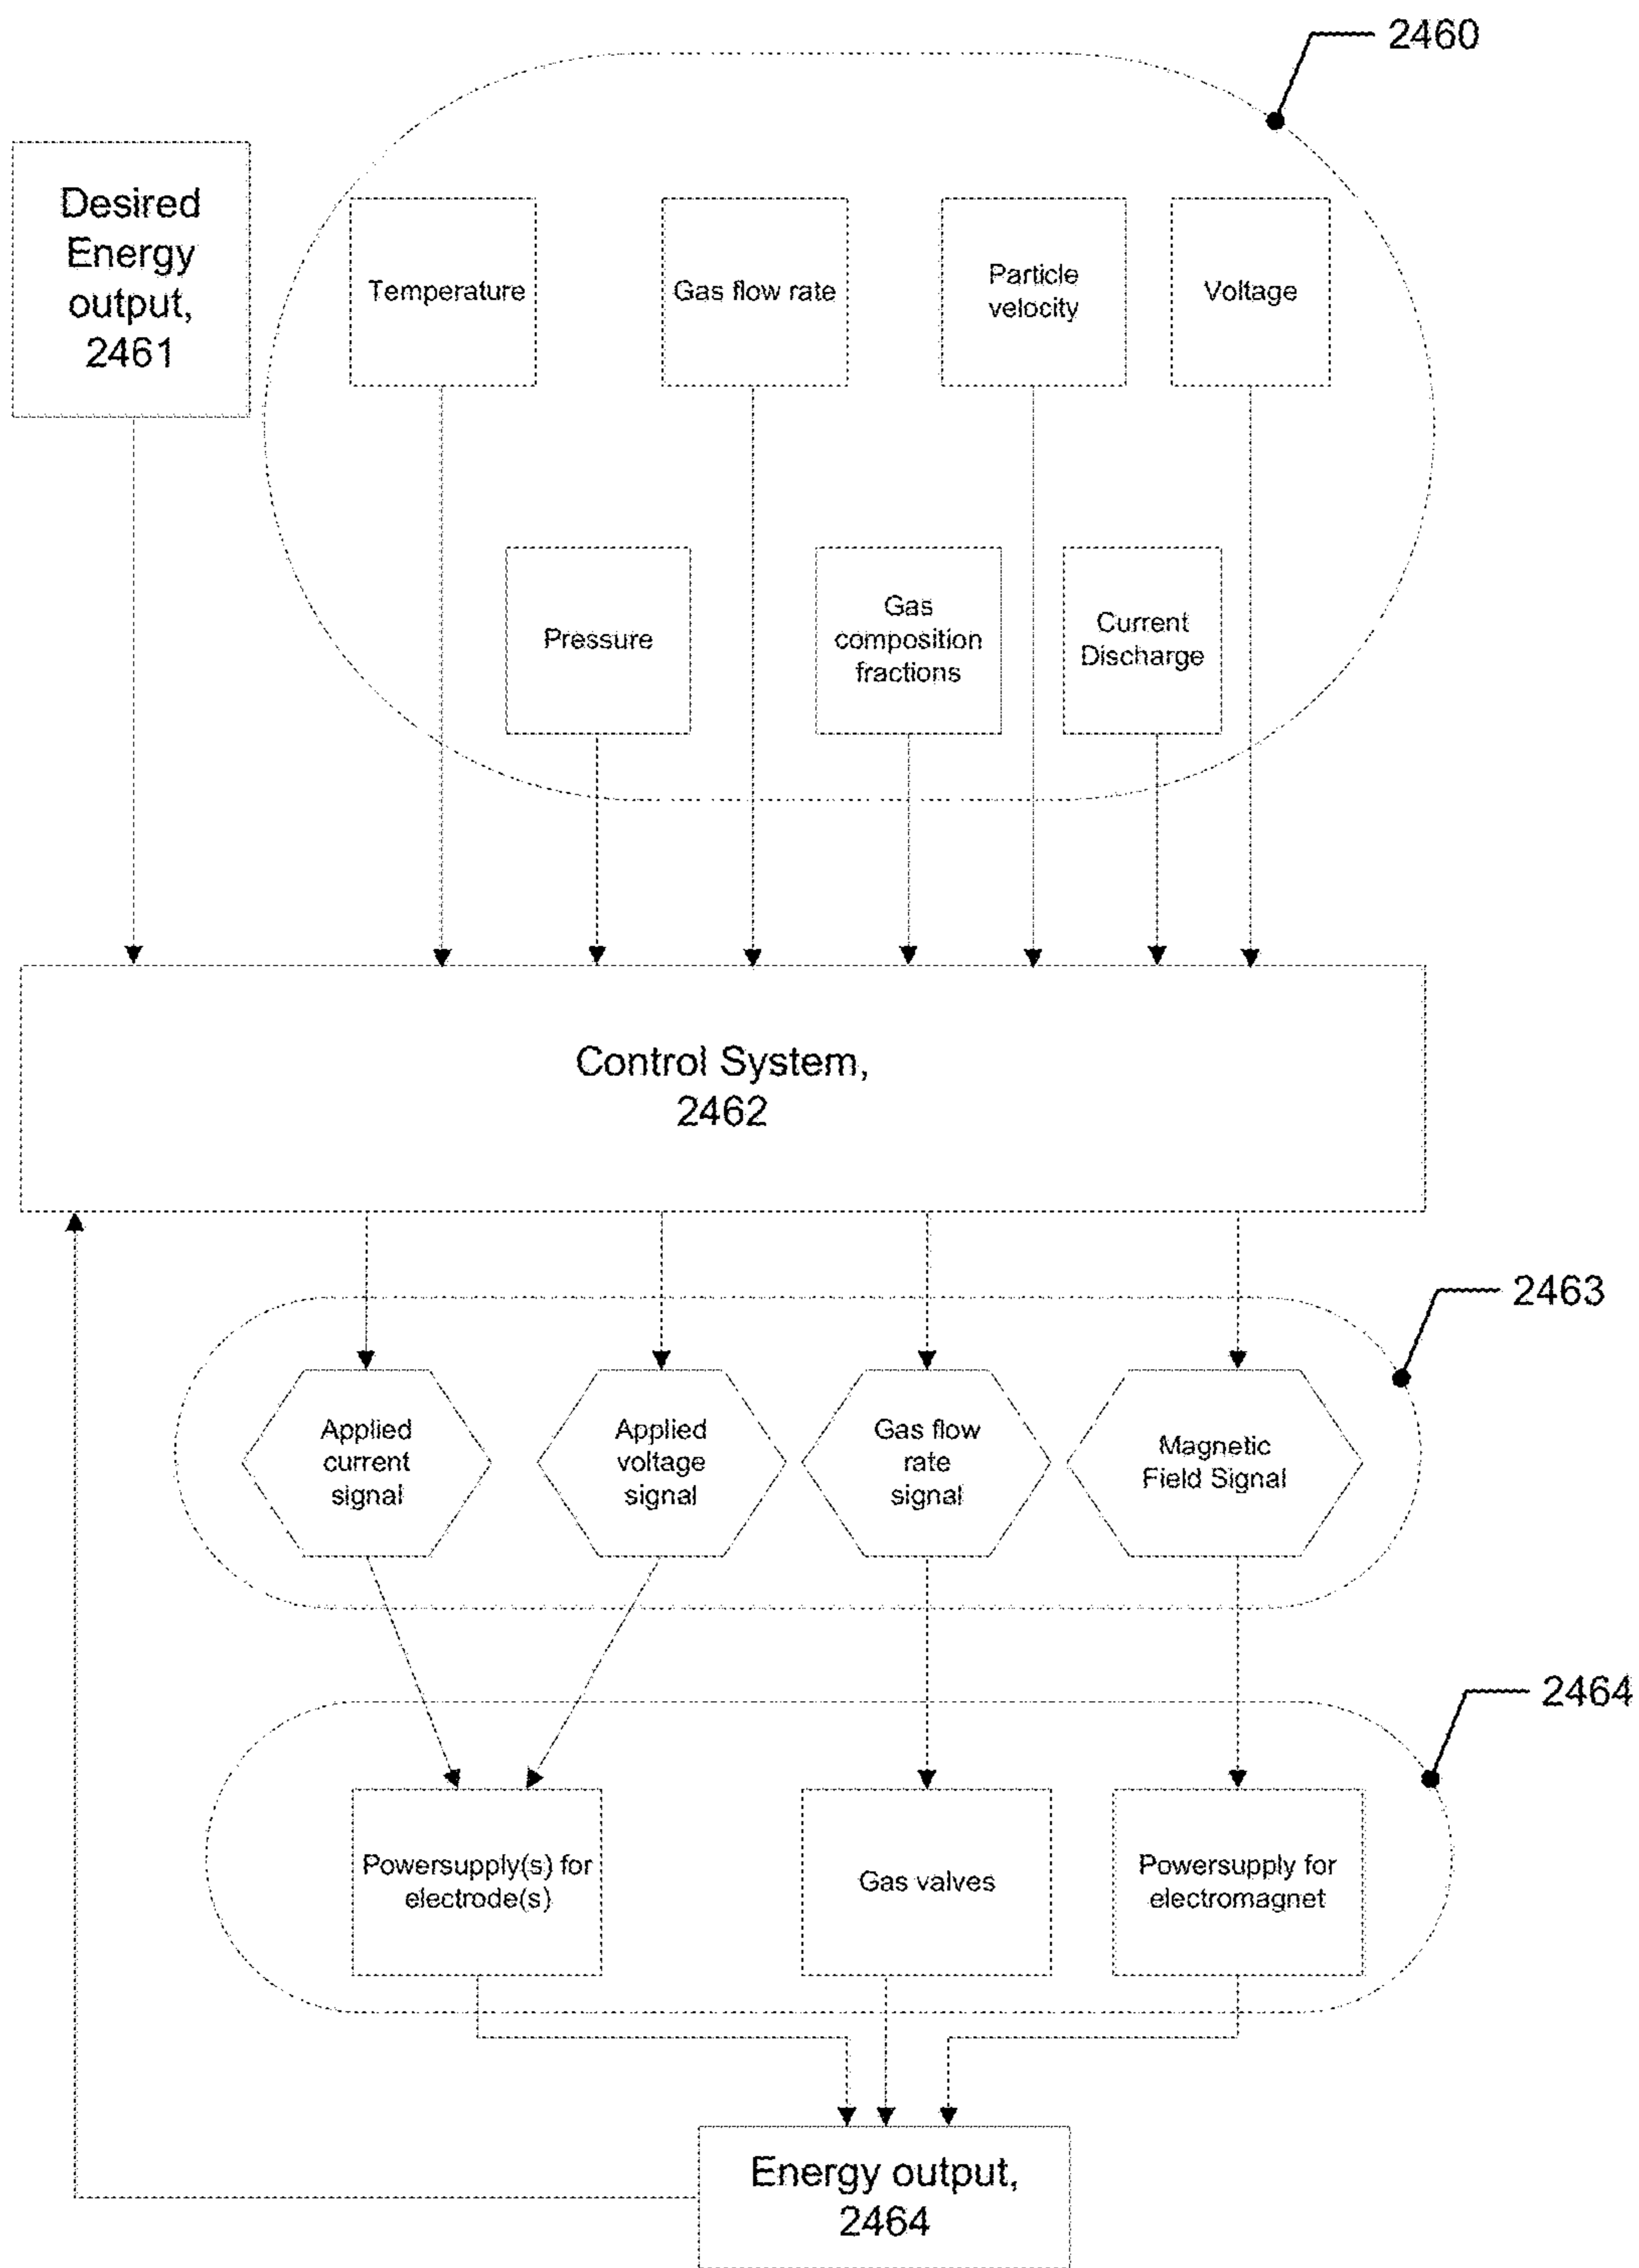 2460
Desired
Energy
output,
2461
Temperature
Gas flow rate
Particle
velocity
Voltage
Pressure
Gas
composition
fractions
Current
Discharge
Control System,
2462
2463
Applied
current
signal
Applied
voltage
signal
Gas flow
rate
signal
Magnetic
Field Signal
2464
Powersupply(s) for
electrode(s)
Gas valves
Powersupply for
electromagnet
Energy output,
2464